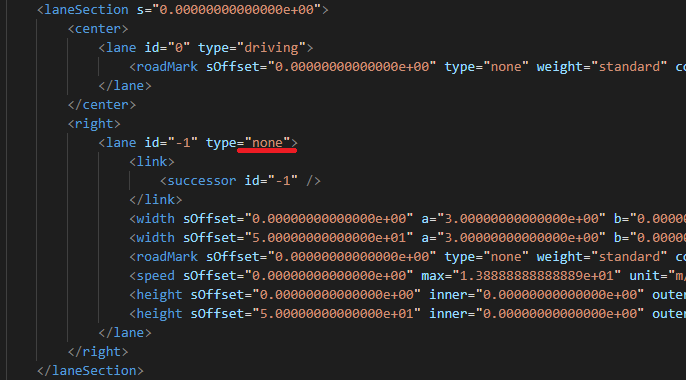 <laneSection s="0.00000000000000e+00">
<center>
<lane id="0" type="driving">
<roadMark sOffset="0.00000000000000e+00" type="none" weight="standard" co
</lane>
</center>
<right>
<lane id="-1" type="none">
<link>
<successor id="-1" />
</link>
<width sOffset="0.00000000000000e+00" a="3.00000000000000e+00" b="0.0000
<width sOffset="5.00000000000000e+01" a="3.00000000000000e+00" b="0.0000
<roadMark sOffset="0.00000000000000e+00" type="none" weight="standard" co
<speed sOffset="0.00000000000000e+00" max="1.38888888888889e+01" unit="m/
<height sOffset="0.00000000000000e+00" inner="0.00000000000000e+00" outer
<height sOffset="5.00000000000000e+01" inner="0.00000000000000e+00" outer
</lane>
</right>
</laneSection>